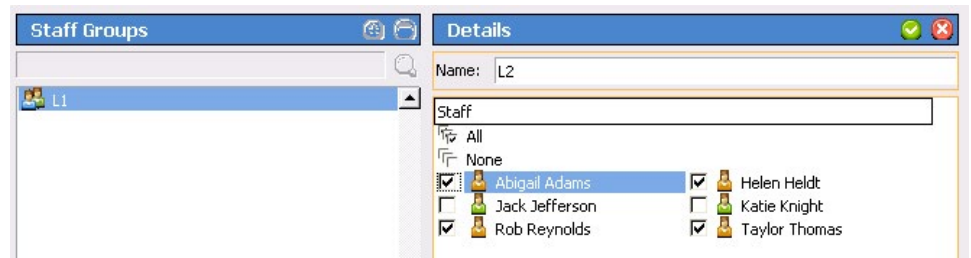 Staff Groups
L1
Details
Name: L2
Staff
All
None
Abigail Adams Helen Heldt
Jack Jefferson Katie Knight
Rob Reynolds Taylor Thomas